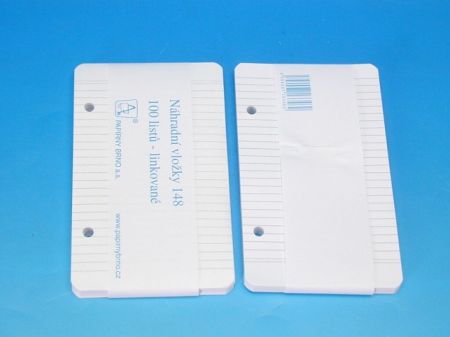 Náhradní vložky 148
100 listů - linkované
®
PAPÍRNY BRNO a.s.
www.papirnybrno.cz